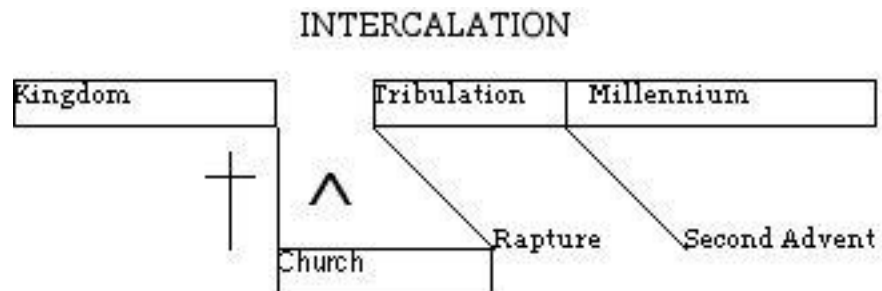 INTERCALATION
Kingdom Tribulation Millennium
Rapture Second Advent
Church